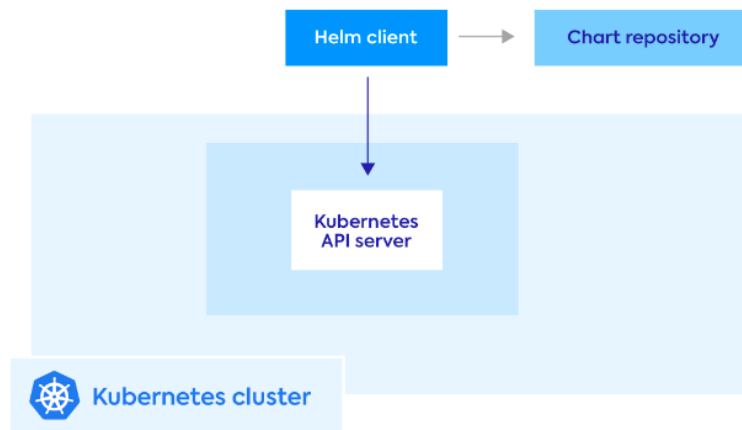 Helm client
Chart repository
Kubernetes
API server
Kubernetes cluster